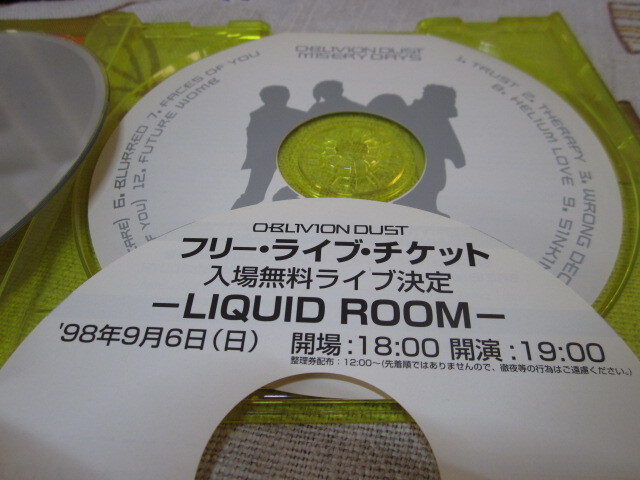 OBLIVION DUST
MISERY DAYS
1. TRUST 2. THERAPY 3. WRONG DEC
6. BLURRED 7. FACES OF YOU
8. HELIUM LOVE 9. SINKIN
OF YOU) 12. FUTURE WOMB
OBLIVION DUST
フリー・ライブ・チケット
入場無料ライブ決定
−LIQUID ROOM−
'98年9月6日(日) 開場:18:00 開演:19:00
整理券配布:12:00〜(先着順ではありませんので、徹夜等の行為はご遠慮ください。)